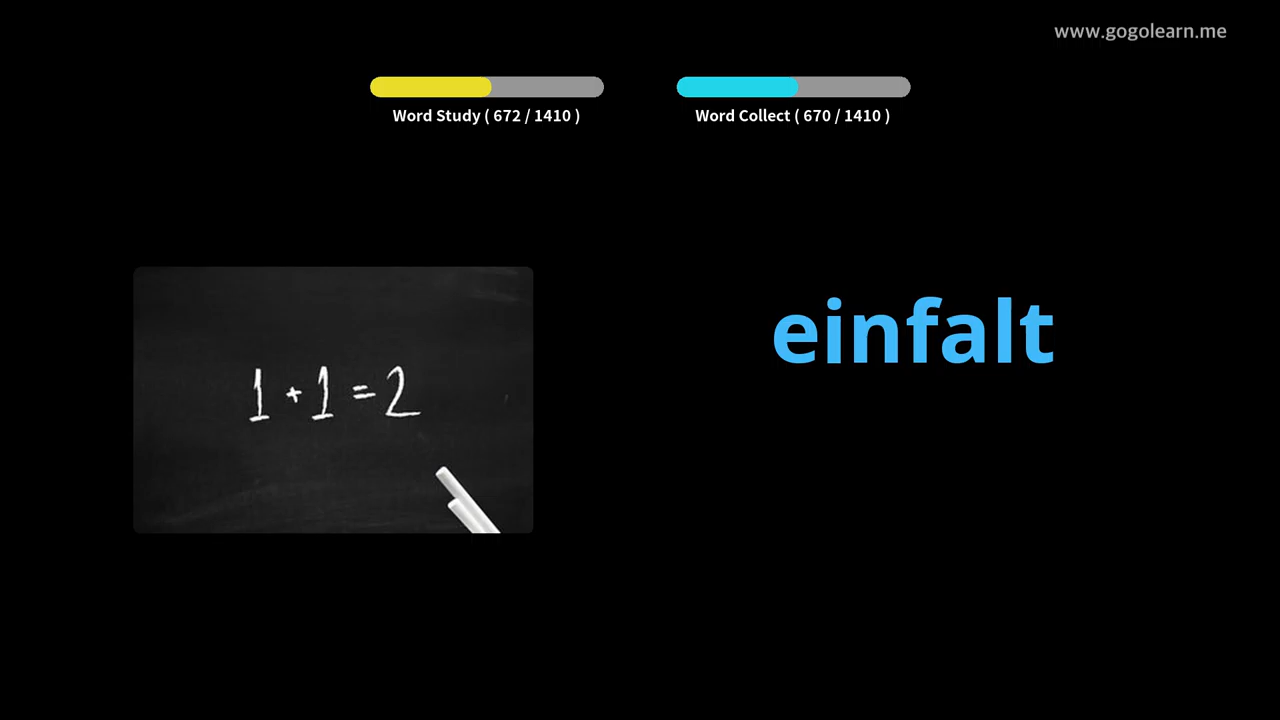 www.gogolearn.me
Word Study ( 672 / 1410 )
Word Collect ( 670 / 1410 )
einfalt
1 + 1 = 2